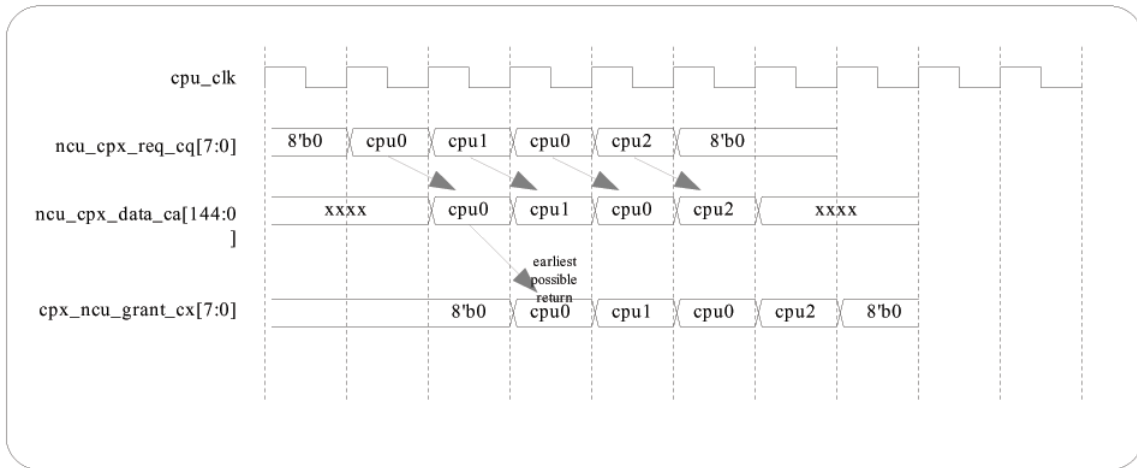 cpu_clk
ncu_cpx_req_cq[7:0]
8'b0 cpu0 cpu1 cpu0 cpu2 8'b0
ncu_cpx_data_ca[144:0
]
xxxx cpu0 cpu1 cpu0 cpu2 xxxx
earliest
possible
return
cpx_ncu_grant_cx[7:0]
8'b0 cpu0 cpu1 cpu0 cpu2 8'b0